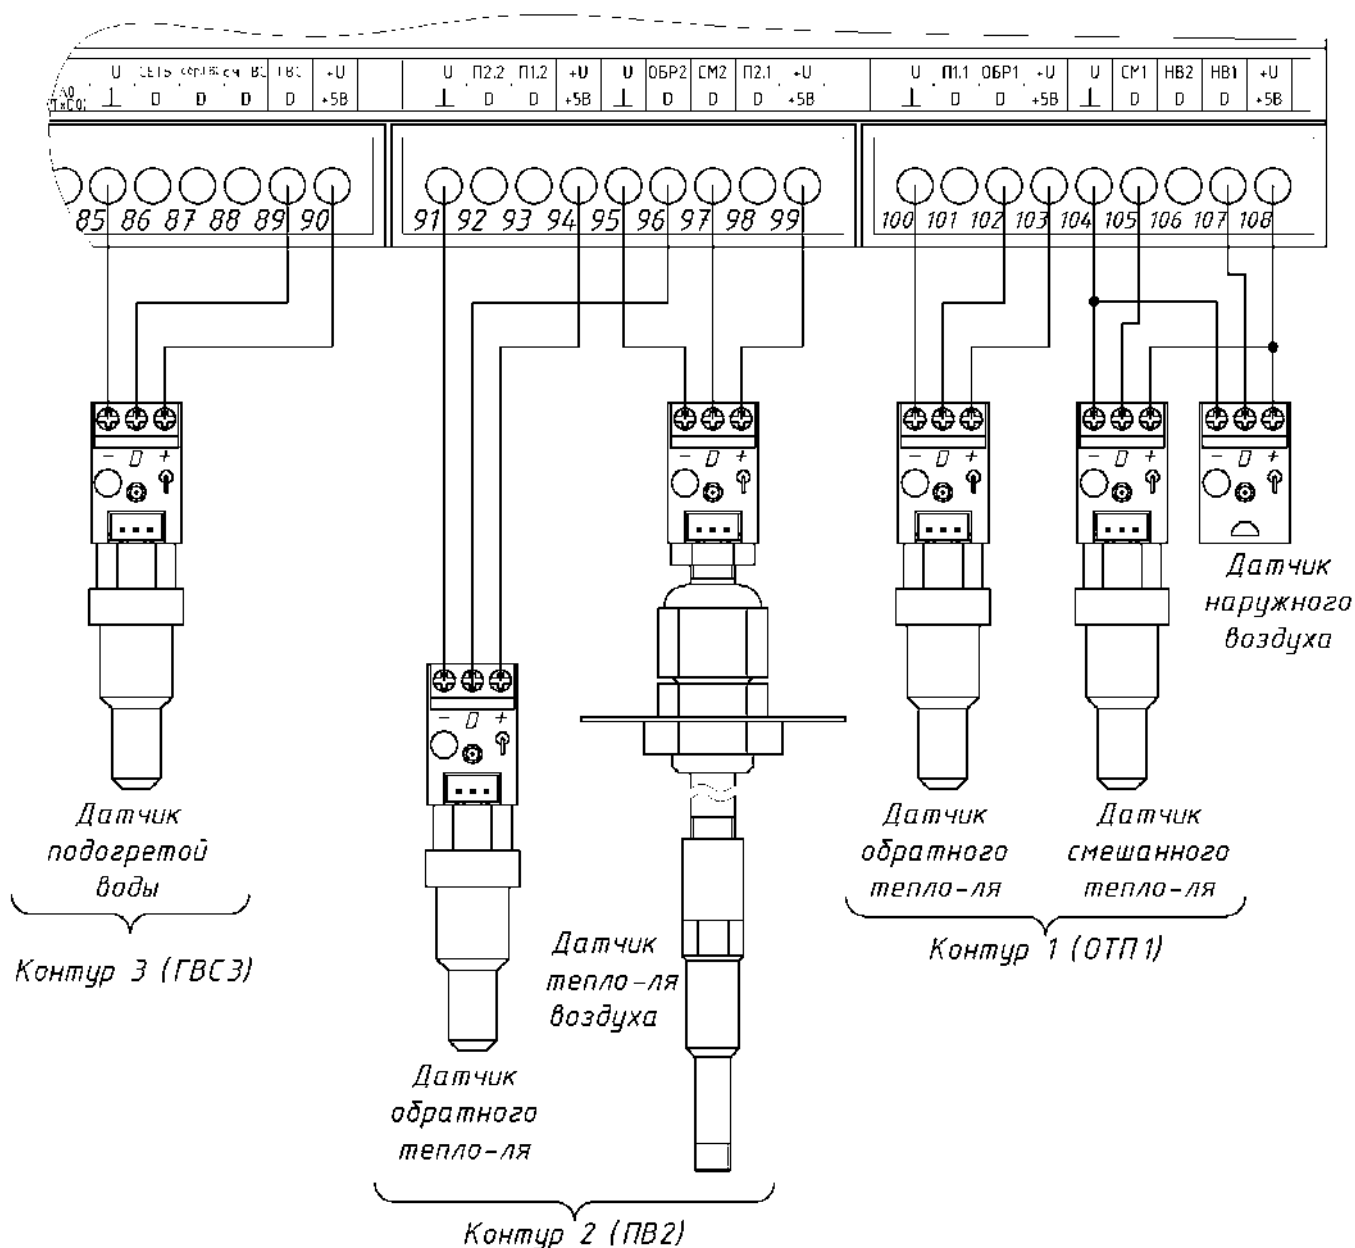 U СЕТЬ ВС ГВС +U U П2.2 П1.2 +U U ОБР2 СМ2 П2.1 +U U П1.1 ОБР1 +U U СМ1 НВ2 НВ1 +U
⊥ D D D D +5В ⊥ D D +5В ⊥ D D D +5В ⊥ D D +5В ⊥ D D D +5В
85 86 87 88 89 90 91 92 93 94 95 96 97 98 99 100 101 102 103 104 105 106 107 108
- D + - D + - D + - D + - D +
Датчик
наружного
воздуха
- D +
Датчик
подогретой
воды
Контур 3 (ГВС3)
Датчик
обратного
тепло-ля
Датчик
тепло-ля
воздуха
Контур 2 (ПВ2)
Датчик
обратного
тепло-ля
Датчик
смешанного
тепло-ля
Контур 1 (ОТП1)